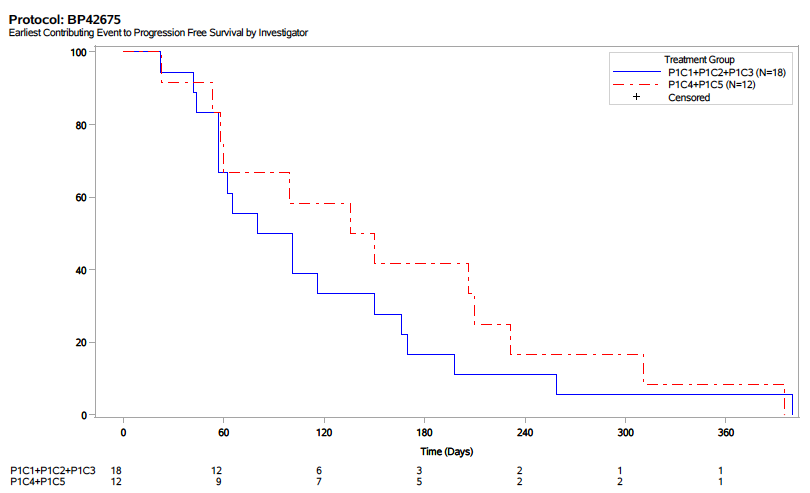 Protocol: BP42675
Earliest Contributing Event to Progression Free Survival by Investigator
Treatment Group
P1C1+P1C2+P1C3 (N=18)
P1C4+P1C5 (N=12)
+ Censored
100
80
60
40
20
0
0 60 120 180 240 300 360
Time (Days)
P1C1+P1C2+P1C3 18 12 6 3 2 1 1
P1C4+P1C5 12 9 7 5 2 2 1